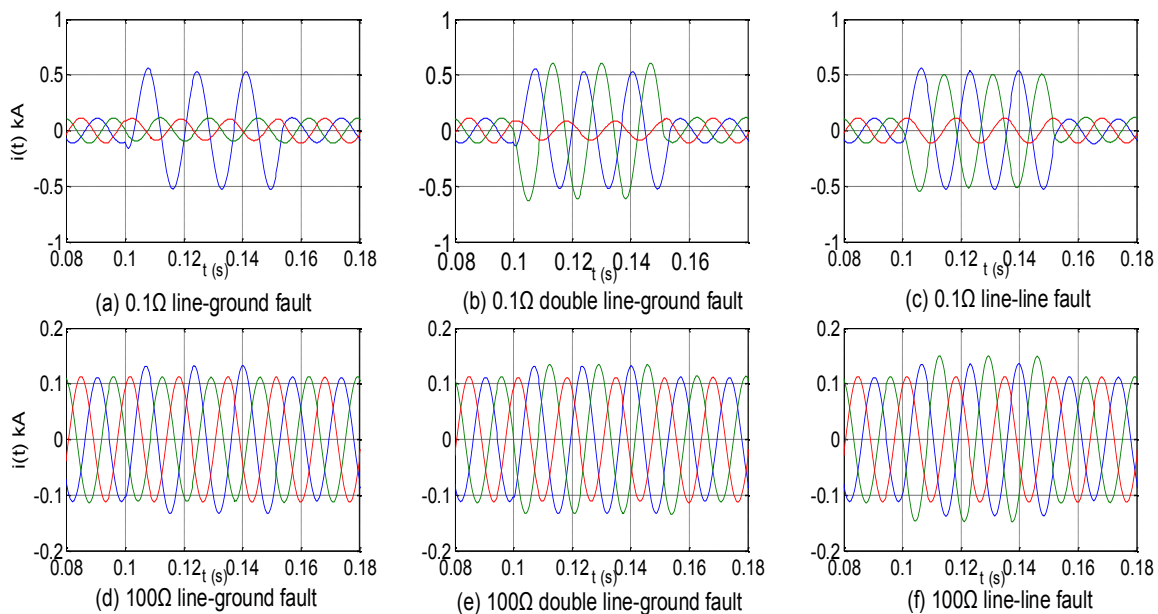 1 1 1
0.5 0.5 0.5
i(t) kA
0 0 0
-0.5 -0.5 -0.5
-1 -1 -1
0.08 0.1 0.12 0.14 0.16 0.18 0.08 0.1 0.12 0.14 0.16 0.08 0.1 0.12 0.14 0.16 0.18
t (s) t (s) t (s)
(a) 0.1Ω line-ground fault (b) 0.1Ω double line-ground fault (c) 0.1Ω line-line fault
0.2 0.2 0.2
0.1 0.1 0.1
i(t) kA
0 0 0
-0.1 -0.1 -0.1
-0.2 -0.2 -0.2
0.08 0.1 0.12 0.14 0.16 0.18 0.08 0.1 0.12 0.14 0.16 0.18 0.08 0.1 0.12 0.14 0.16 0.18
t (s) t (s) t (s)
(d) 100Ω line-ground fault (e) 100Ω double line-ground fault (f) 100Ω line-line fault